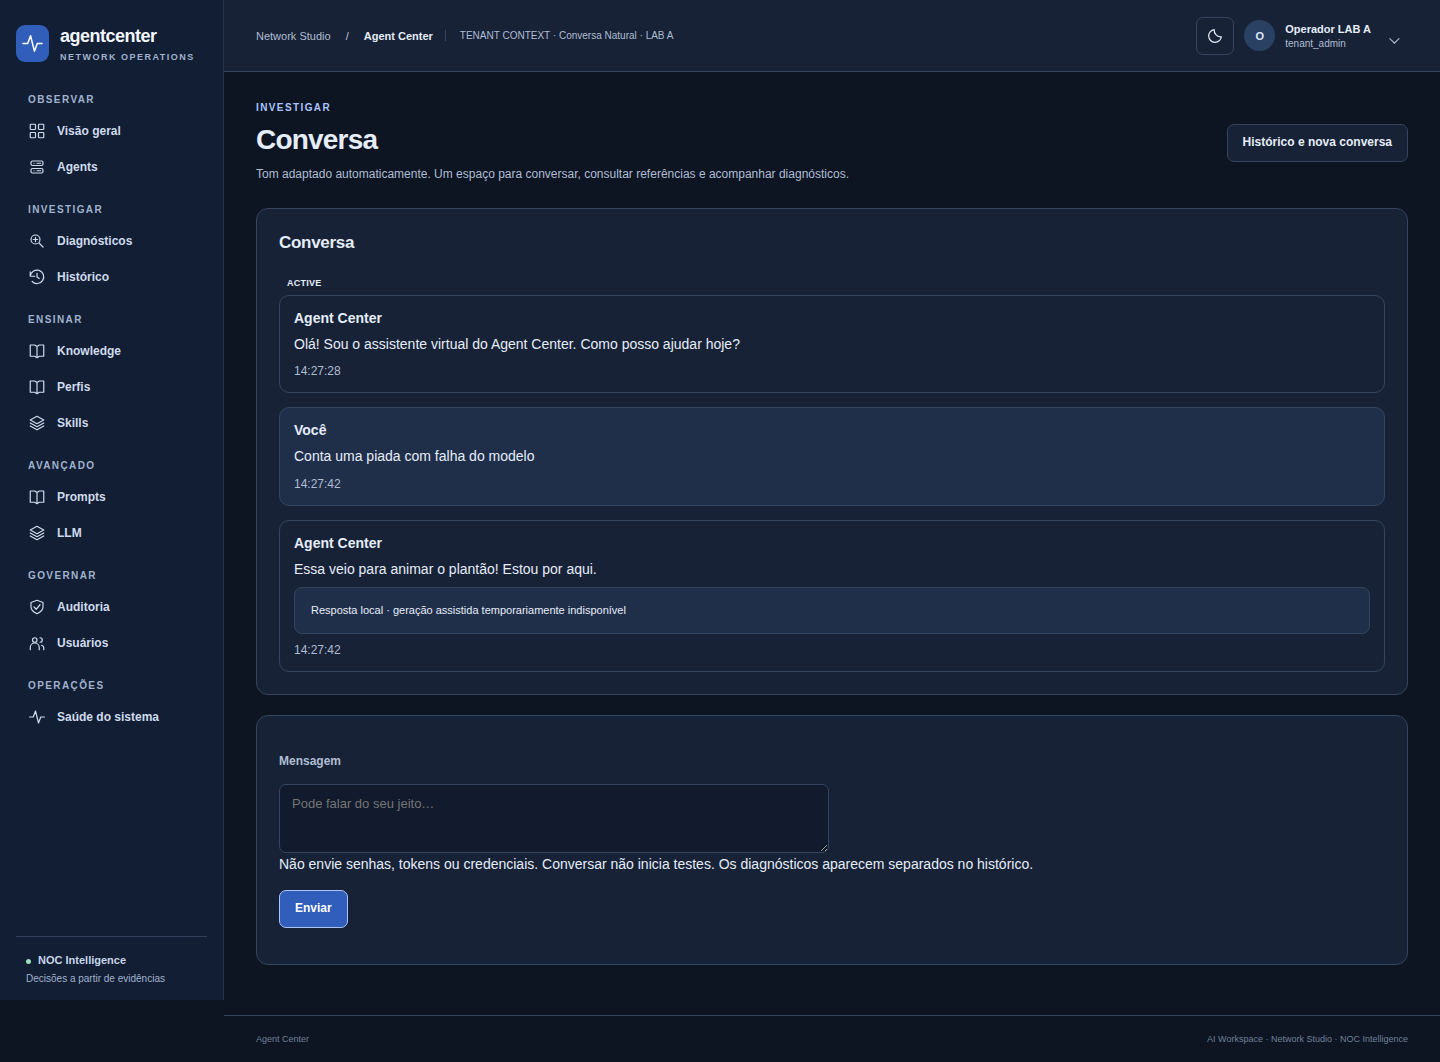 agentcenter
NETWORK OPERATIONS
OBSERVAR
Visão geral
Agents
INVESTIGAR
Diagnósticos
Histórico
ENSINAR
Knowledge
Perfis
Skills
AVANÇADO
Prompts
LLM
GOVERNAR
Auditoria
Usuários
OPERAÇÕES
Saúde do sistema
NOC Intelligence
Decisões a partir de evidências
Network Studio / Agent Center TENANT CONTEXT · Conversa Natural · LAB A
O
Operador LAB A
tenant_admin
INVESTIGAR
Conversa
Tom adaptado automaticamente. Um espaço para conversar, consultar referências e acompanhar diagnósticos.
Histórico e nova conversa
Conversa
ACTIVE
Agent Center
Olá! Sou o assistente virtual do Agent Center. Como posso ajudar hoje?
14:27:28
Você
Conta uma piada com falha do modelo
14:27:42
Agent Center
Essa veio para animar o plantão! Estou por aqui.
Resposta local · geração assistida temporariamente indisponível
14:27:42
Mensagem
Pode falar do seu jeito…
Não envie senhas, tokens ou credenciais. Conversar não inicia testes. Os diagnósticos aparecem separados no histórico.
Enviar
Agent Center
AI Workspace · Network Studio · NOC Intelligence